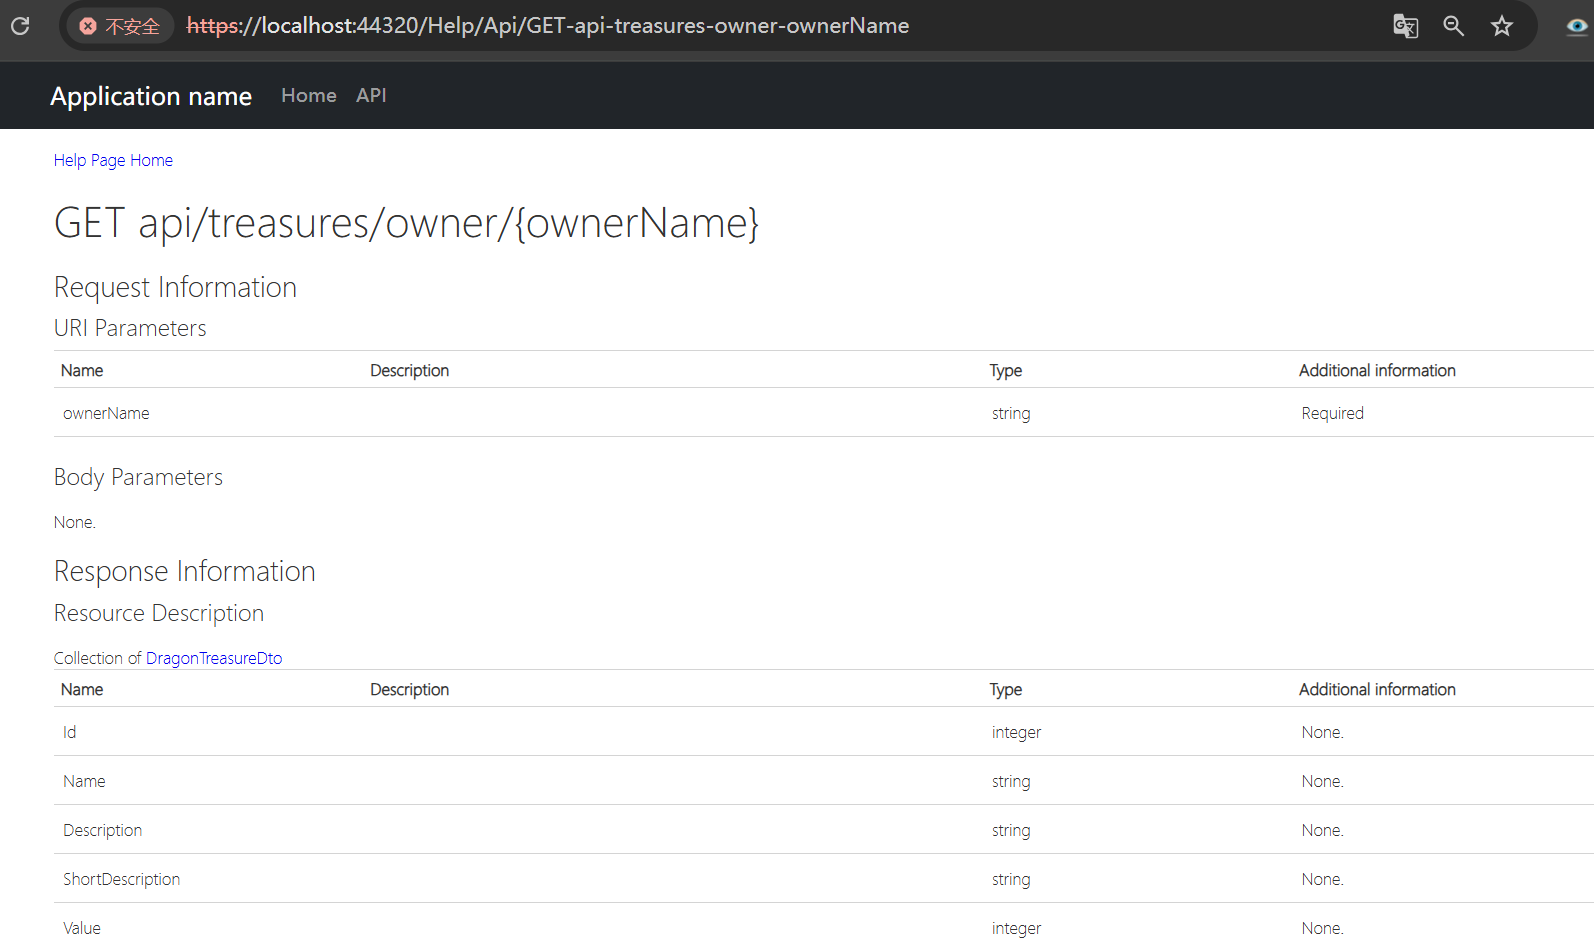 不安全 https://localhost:44320/Help/Api/GET-api-treasures-owner-ownerName
Application name Home API
Help Page Home
GET api/treasures/owner/{ownerName}
Request Information
URI Parameters
Name Description Type Additional information
ownerName string Required
Body Parameters
None.
Response Information
Resource Description
Collection of DragonTreasureDto
Name Description Type Additional information
Id integer None.
Name string None.
Description string None.
ShortDescription string None.
Value integer None.